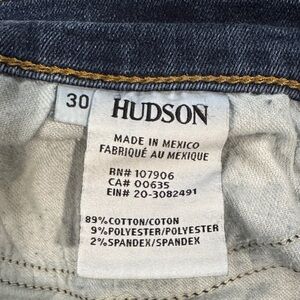 30
HUDSON
MADE IN MEXICO
FABRIQUÉ AU MEXIQUE
RN# 107906
CA# 00635
EIN# 20-3082491
89% COTTON/COTON
9% POLYESTER/POLYESTER
2% SPANDEX/SPANDEX